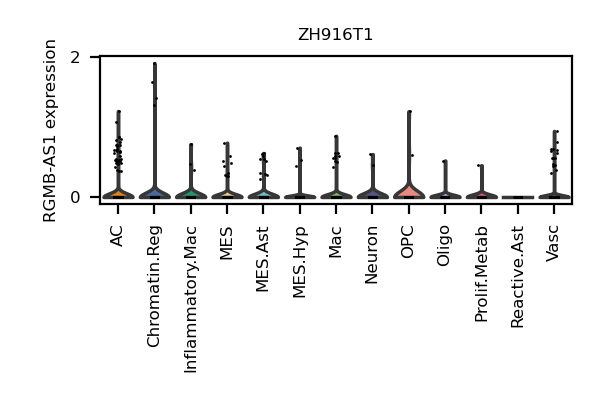 ZH916T1
RGMB-AS1 expression
2
0
AC
Chromatin.Reg
Inflammatory.Mac
MES
MES.Ast
MES.Hyp
Mac
Neuron
OPC
Oligo
Prolif.Metab
Reactive.Ast
Vasc